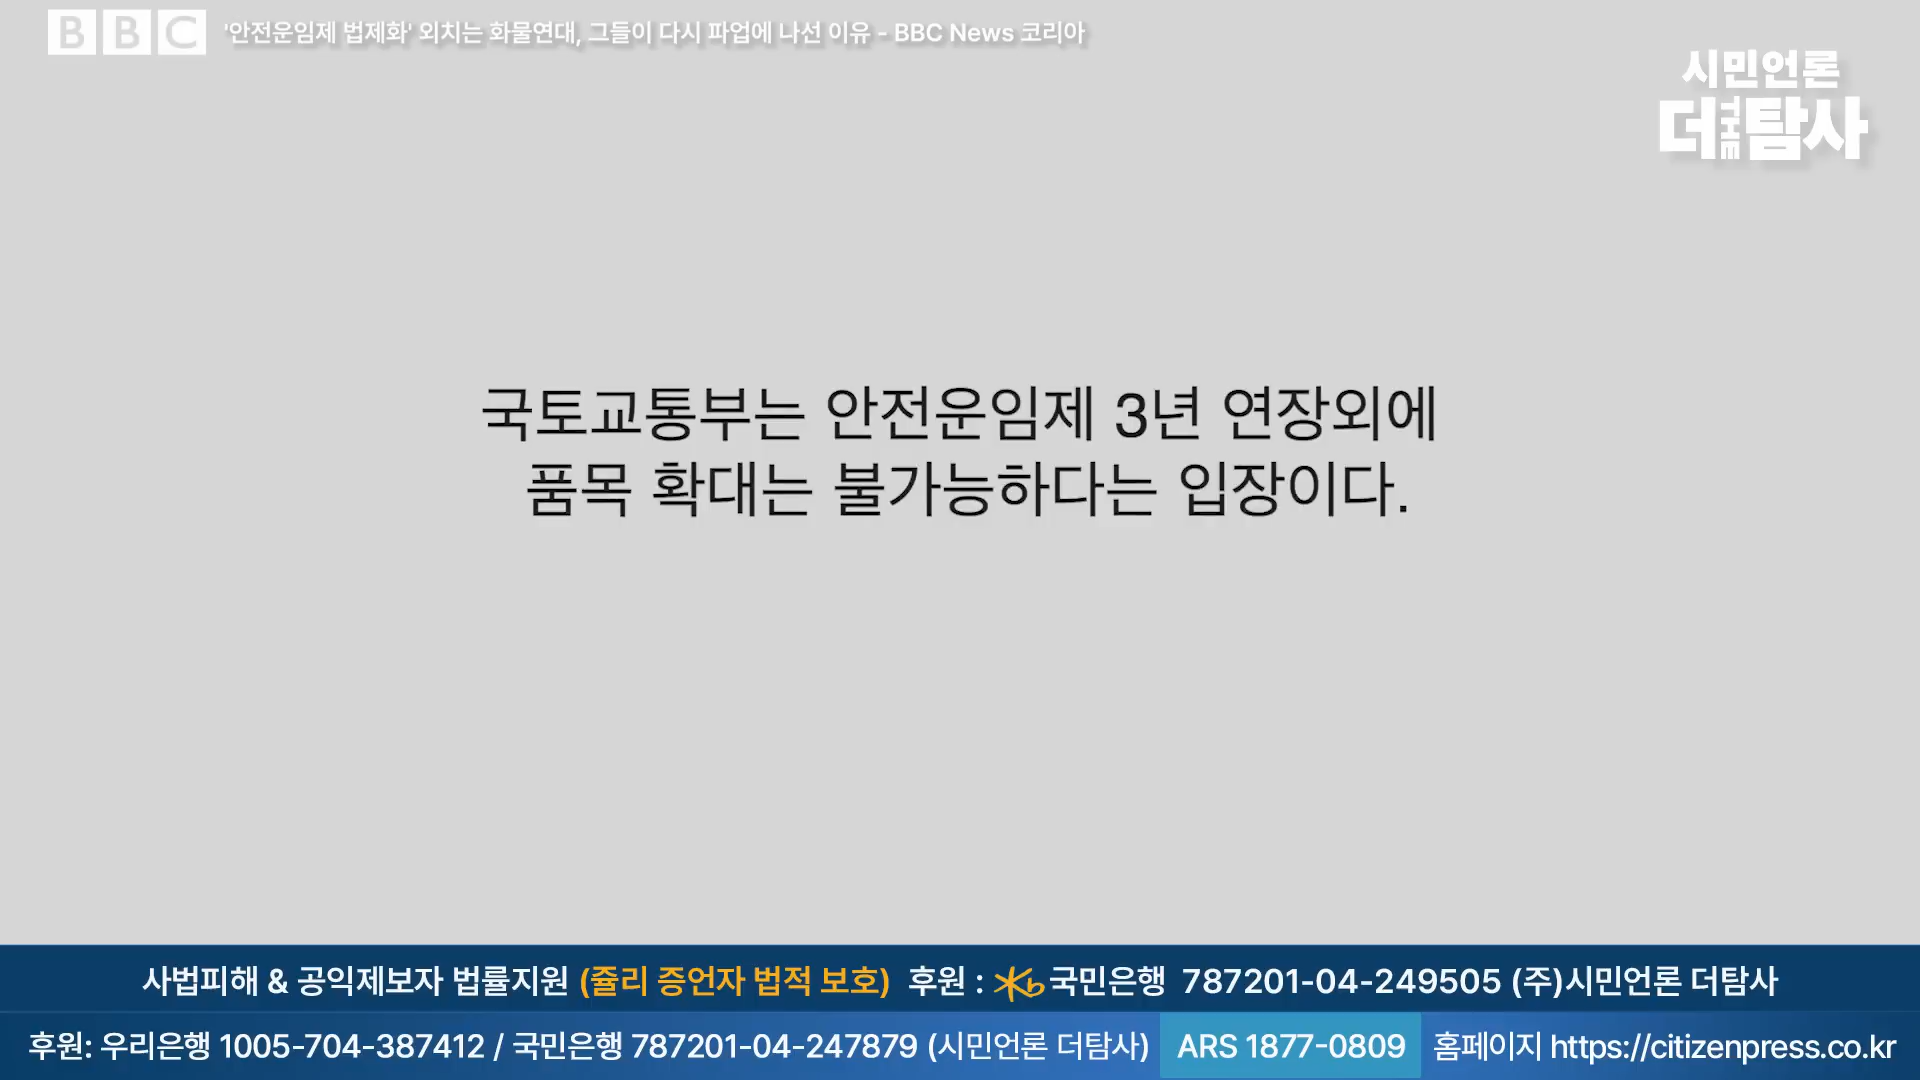 BBC '안전운임제 법제화' 외치는 화물연대, 그들이 다시 파업에 나선 이유 - BBC News 코리아
시민언론
더탐사
국토교통부는 안전운임제 3년 연장외에
품목 확대는 불가능하다는 입장이다.
사법피해 & 공익제보자 법률지원 (쥴리 증언자 법적 보호) 후원 : Kb 국민은행 787201-04-249505 (주)시민언론 더탐사
후원: 우리은행 1005-704-387412 / 국민은행 787201-04-247879 (시민언론 더탐사) ARS 1877-0809 홈페이지 https://citizenpress.co.kr